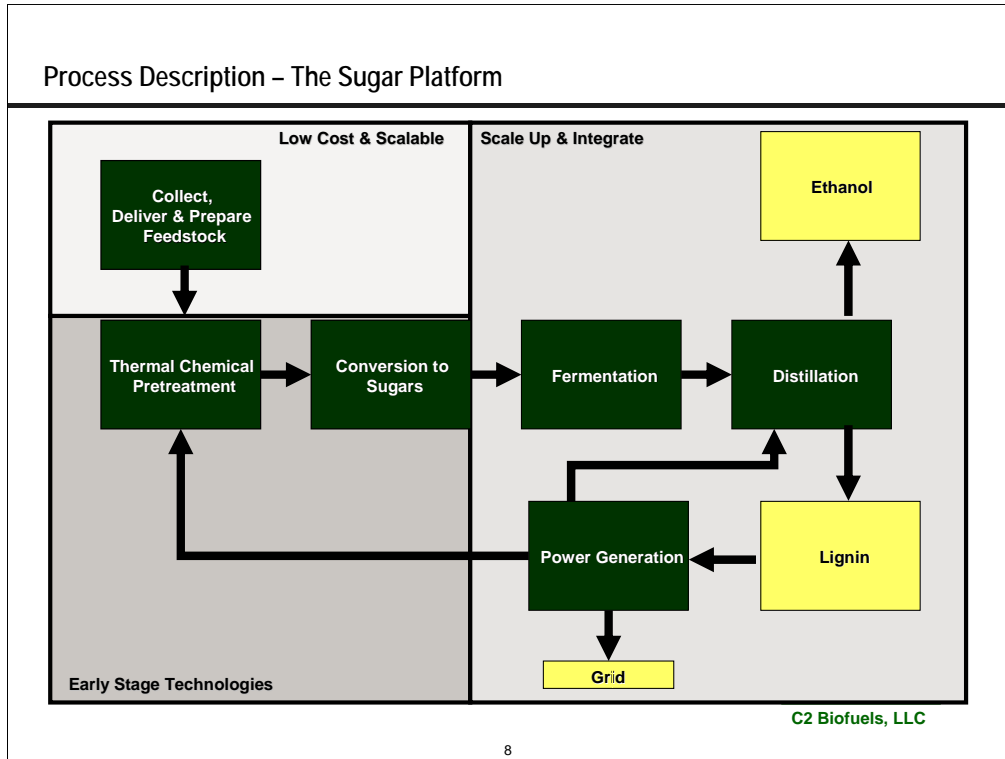 Process Description – The Sugar Platform
Low Cost & Scalable
Scale Up & Integrate
Collect,
Deliver & Prepare
Feedstock
Ethanol
Thermal Chemical
Pretreatment
Conversion to
Sugars
Fermentation
Distillation
Power Generation
Lignin
Grid
Early Stage Technologies
C2 Biofuels, LLC
8